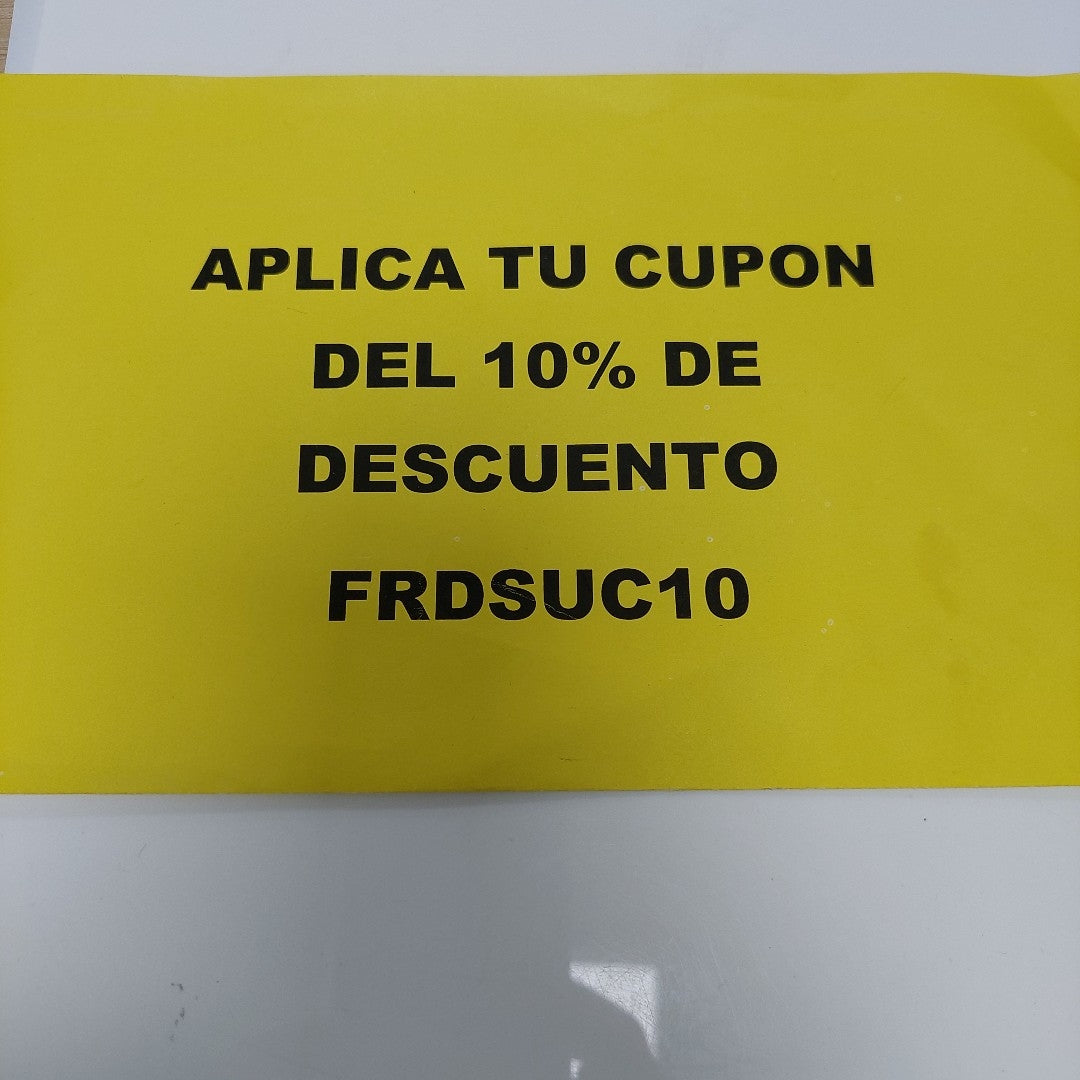 APLICA TU CUPON
DEL 10% DE
DESCUENTO
FRDSUC10